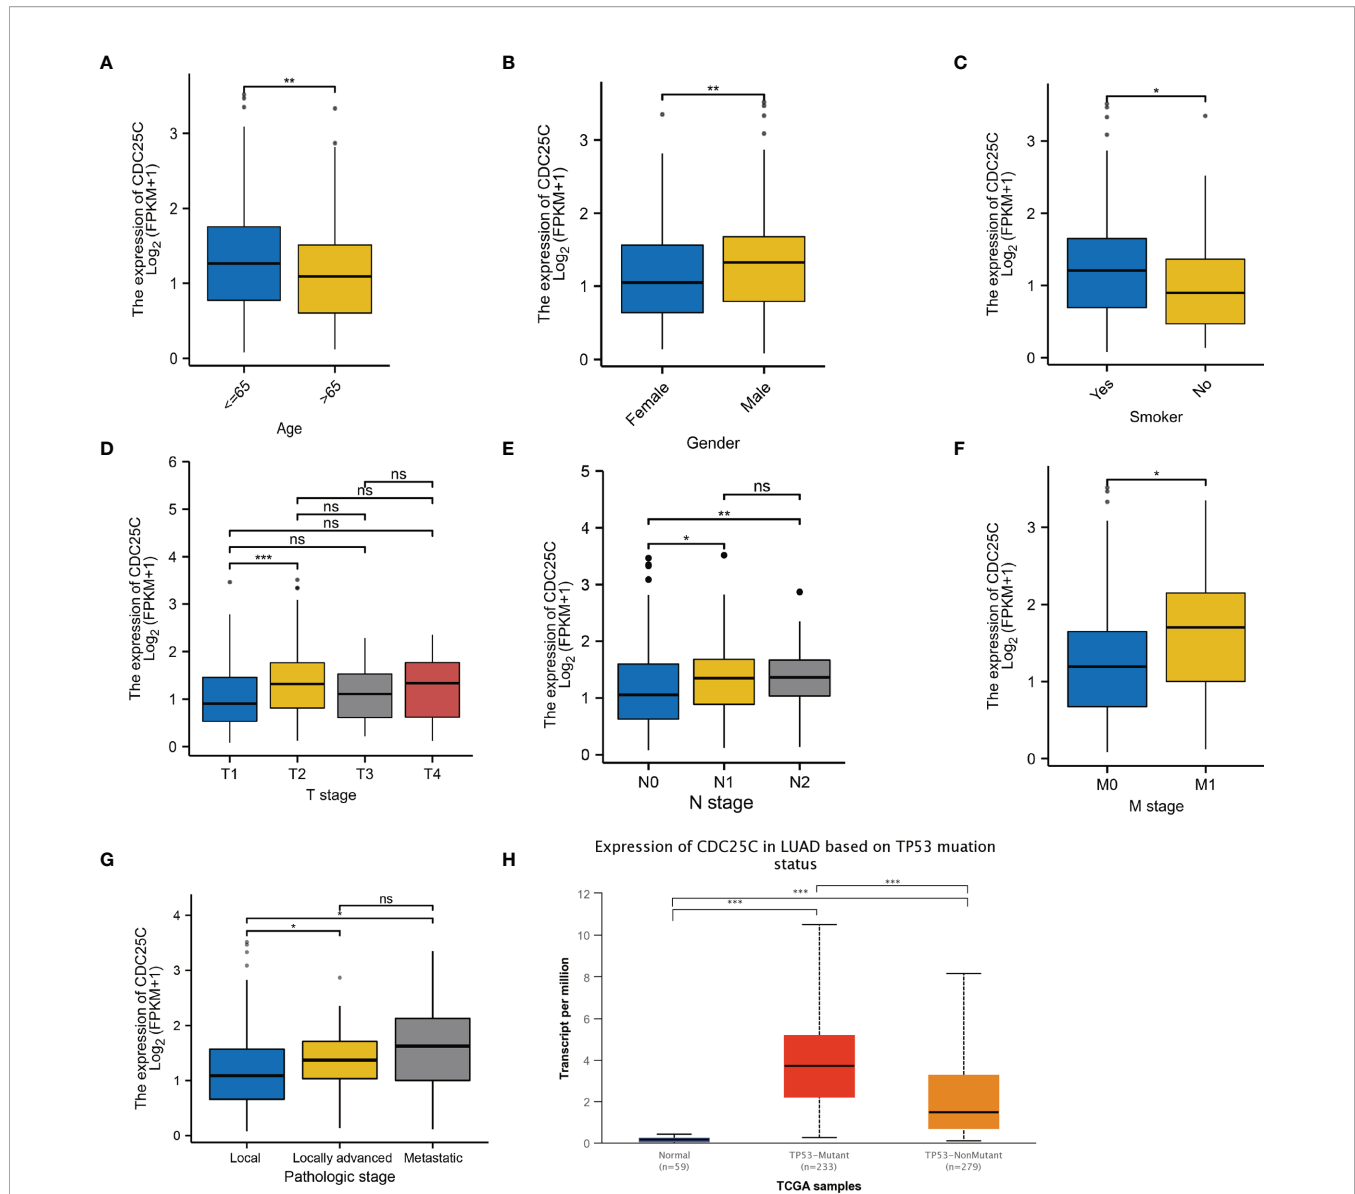 A
**
The expression of CDC25C
Log2 (FPKM+1)
3
2
1
0
<=65
>65
Age
B
**
The expression of CDC25C
Log2 (FPKM+1)
3
2
1
0
Female
Male
Gender
C
*
The expression of CDC25C
Log2 (FPKM+1)
3
2
1
0
Yes
No
Smoker
D
ns
ns
ns
ns
ns
***
The expression of CDC25C
Log2 (FPKM+1)
6
5
4
3
2
1
0
T1 T2 T3 T4
T stage
E
ns
**
*
The expression of CDC25C
Log2 (FPKM+1)
5
4
3
2
1
0
N0 N1 N2
N stage
F
*
The expression of CDC25C
Log2 (FPKM+1)
3
2
1
0
M0 M1
M stage
G
ns
*
*
The expression of CDC25C
Log2 (FPKM+1)
4
3
2
1
0
Local Locally advanced Metastatic
Pathologic stage
H
Expression of CDC25C in LUAD based on TP53 muation
status
***
***
***
Transcript per million
12
10
8
6
4
2
0
Normal
(n=59)
TP53-Mutant
(n=233)
TP53-NonMutant
(n=279)
TCGA samples